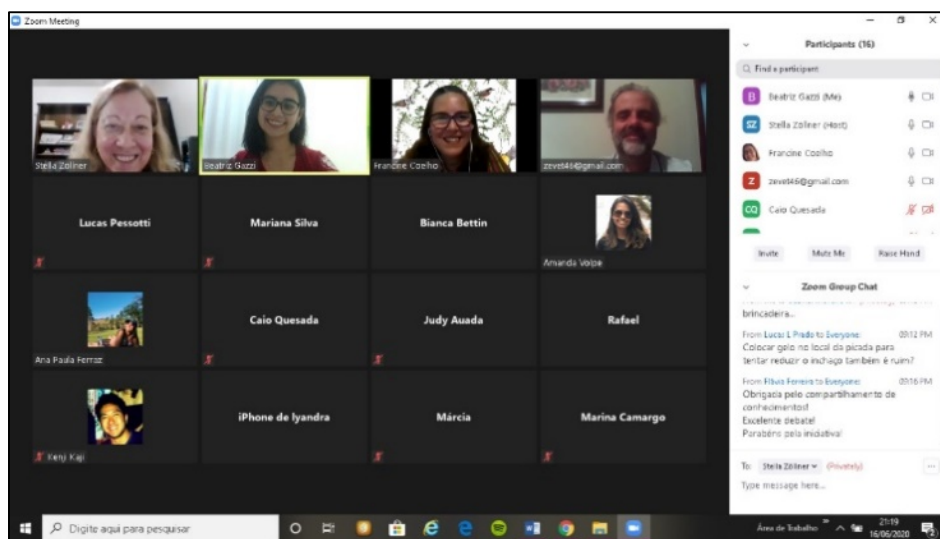 Zoom Meeting
Participants (16)
Find a participant
B Beatriz Gazzi (Me)
SZ Stella Zöllner (Host)
Francine Coelho
Z zevet46@gmail.com
CQ Caio Quesada
Invite Mute Me Raise Hand
Stella Zöllner
Beatriz Gazzi
Francine Coelho
zevet46@gmail.com
Lucas Pessotti
Mariana Silva
Bianca Bettin
Amanda Volpe
Ana Paula Ferraz
Caio Quesada
Judy Auada
Rafael
Kenji Kaji
iPhone de lyandra
Márcia
Marina Camargo
Zoom Group Chat
brincadeira...
From Lucas L Prado to Everyone: 09:12 PM
Colocar gelo no local da picada para
tentar reduzir o inchaço também é ruim?
From Flávio Ferreira to Everyone: 09:16 PM
Obrigada pelo compartilhamento de
conhecimentos!
Excelente debate!
Parabéns pela iniciativa!
To: Stella Zöllner (Privately)
Type message here...
Digite aqui para pesquisar
Área de Trabalho
21:19
16/06/2020